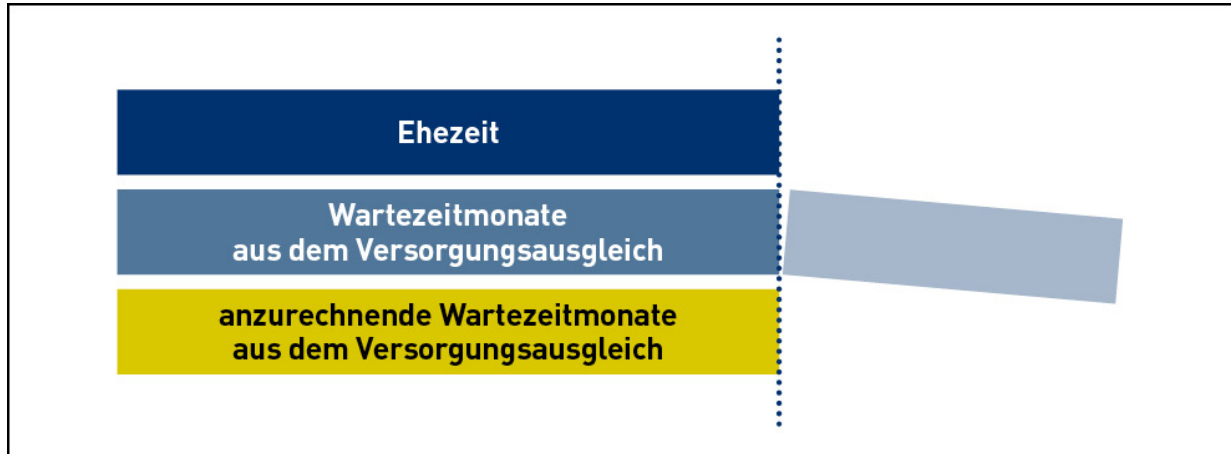 Ehezeit
Wartezeitmonate
aus dem Versorgungsausgleich
anzurechnende Wartezeitmonate
aus dem Versorgungsausgleich